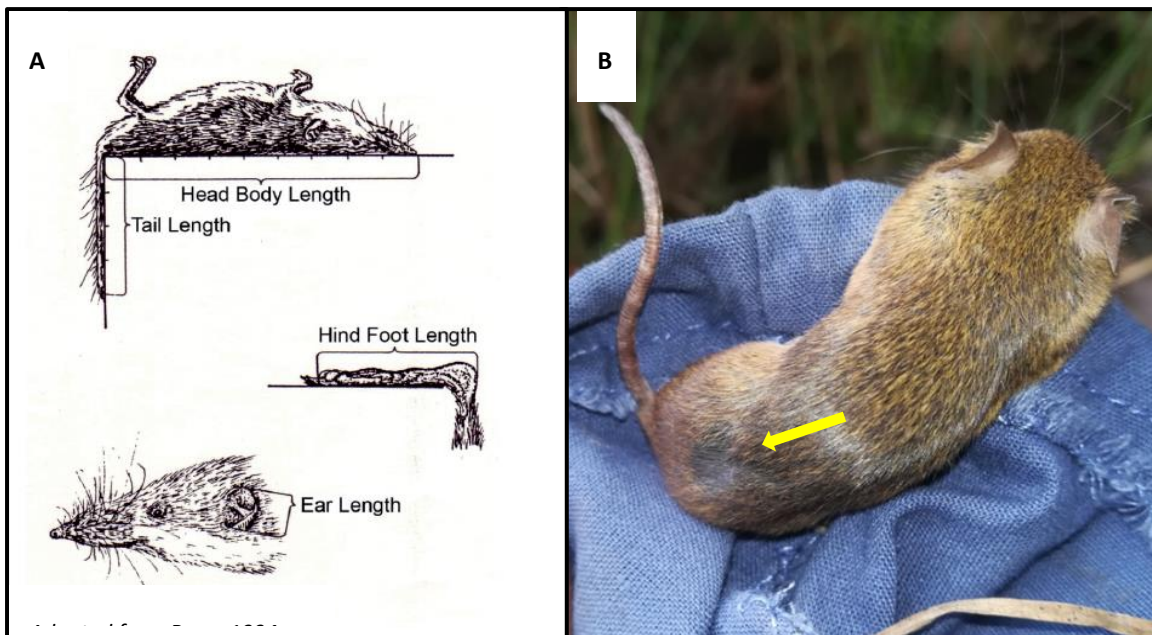 A
B
Head Body Length
Tail Length
Hind Foot Length
Ear Length